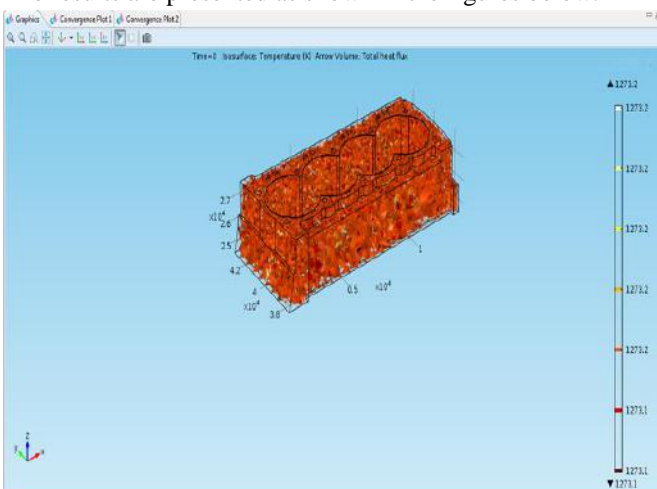 Graphics Convergence Plot 1 Convergence Plot 2
Time=0 Isosurface: Temperature (K) Arrow Volume: Total heat flux
▲ 1273.2
1273.2
1273.2
1273.2
1273.2
1273.2
1273.1
1273.1
▼ 1273.1
2.7
x10⁴
2.6
2.5
4.2
4
x10⁴
3.8
0.5
x10⁴
1
z
y
x